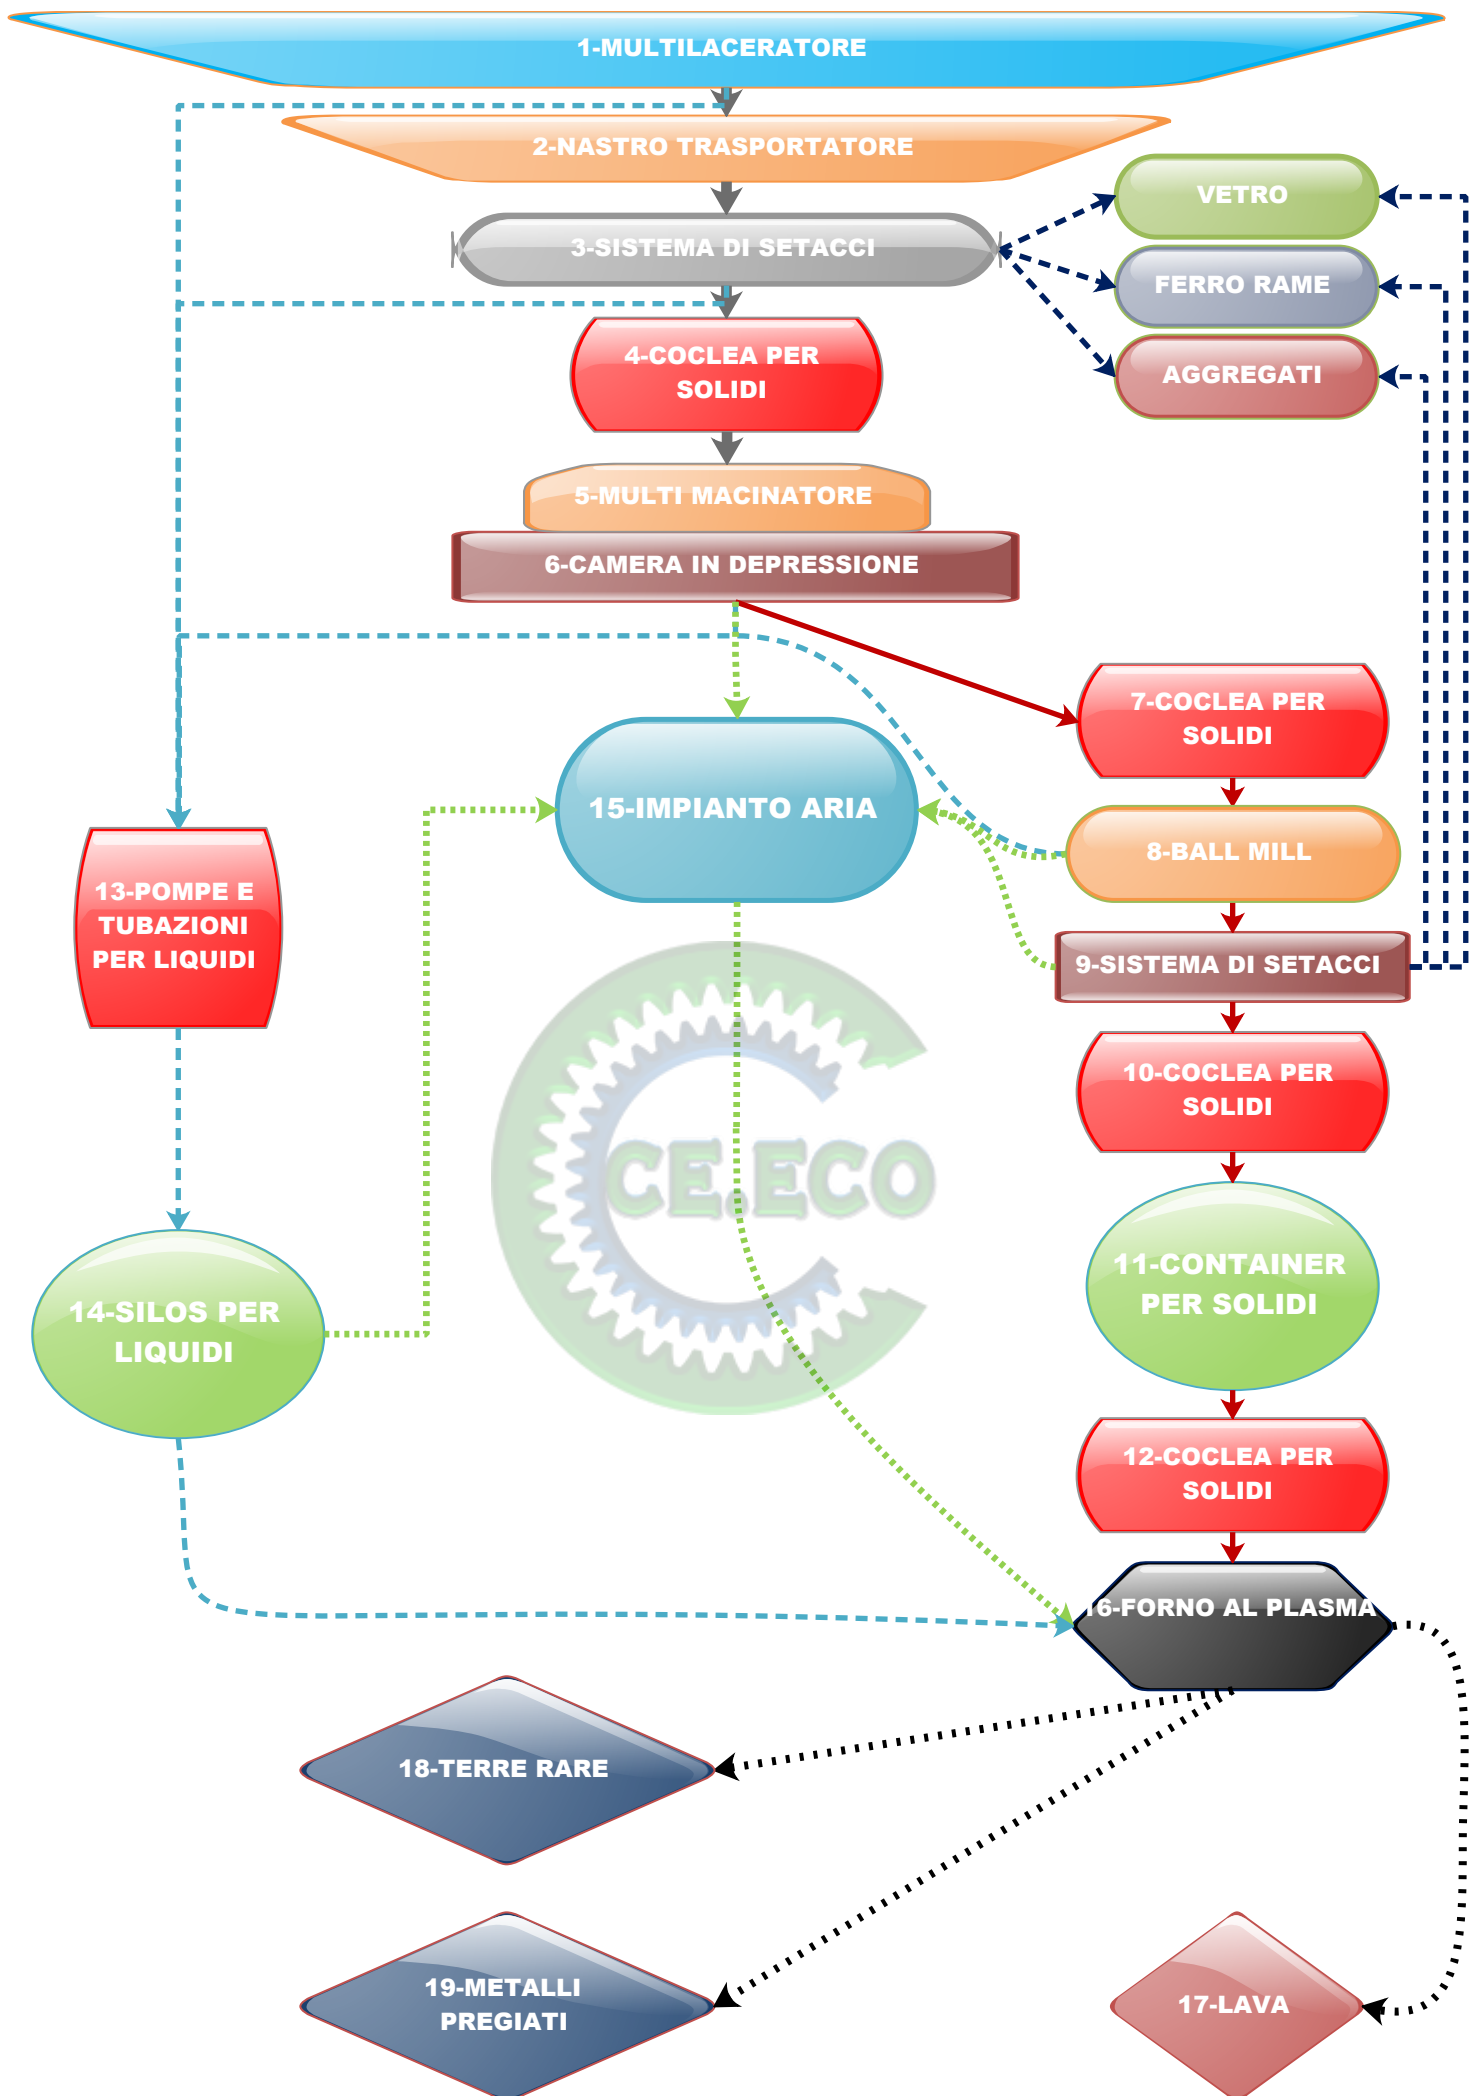 1-MULTILACERATORE
2-NASTRO TRASPORTATORE
VETRO
3-SISTEMA DI SETACCI
FERRO RAME
4-COCLEA PER
SOLIDI
AGGREGATI
5-MULTI MACINATORE
6-CAMERA IN DEPRESSIONE
7-COCLEA PER
SOLIDI
15-IMPIANTO ARIA
8-BALL MILL
13-POMPE E
TUBAZIONI
PER LIQUIDI
9-SISTEMA DI SETACCI
10-COCLEA PER
SOLIDI
CE.ECO
11-CONTAINER
PER SOLIDI
14-SILOS PER
LIQUIDI
12-COCLEA PER
SOLIDI
16-FORNO AL PLASMA
18-TERRE RARE
19-METALLI
PREGIATI
17-LAVA